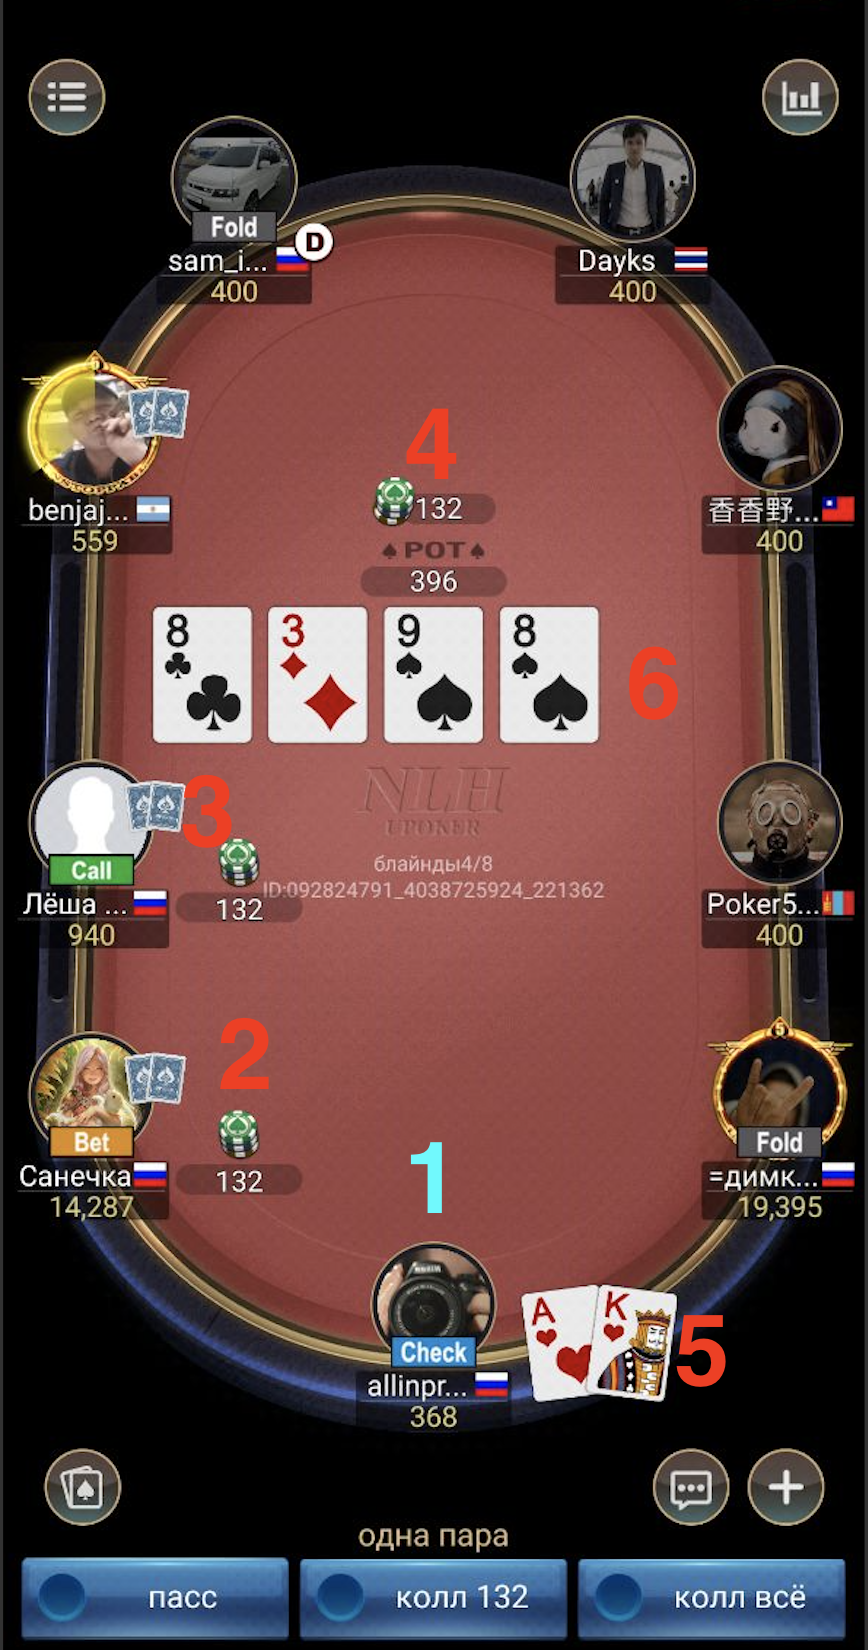 Fold
D
sam_i...
400
Dayks
400
5
benjaj...
559
香香野...
400
4
132
POT
396
8
3
9
8
6
NLH
UPOKER
3
Call
Лёша ...
940
блайнды4/8
ID:092824791_4038725924_221362
132
Poker5...
400
2
Bet
Санечка
14,287
132
1
5
Fold
=димк...
19,395
Check
allinpr...
368
A
K
5
одна пара
пасс
колл 132
колл всё